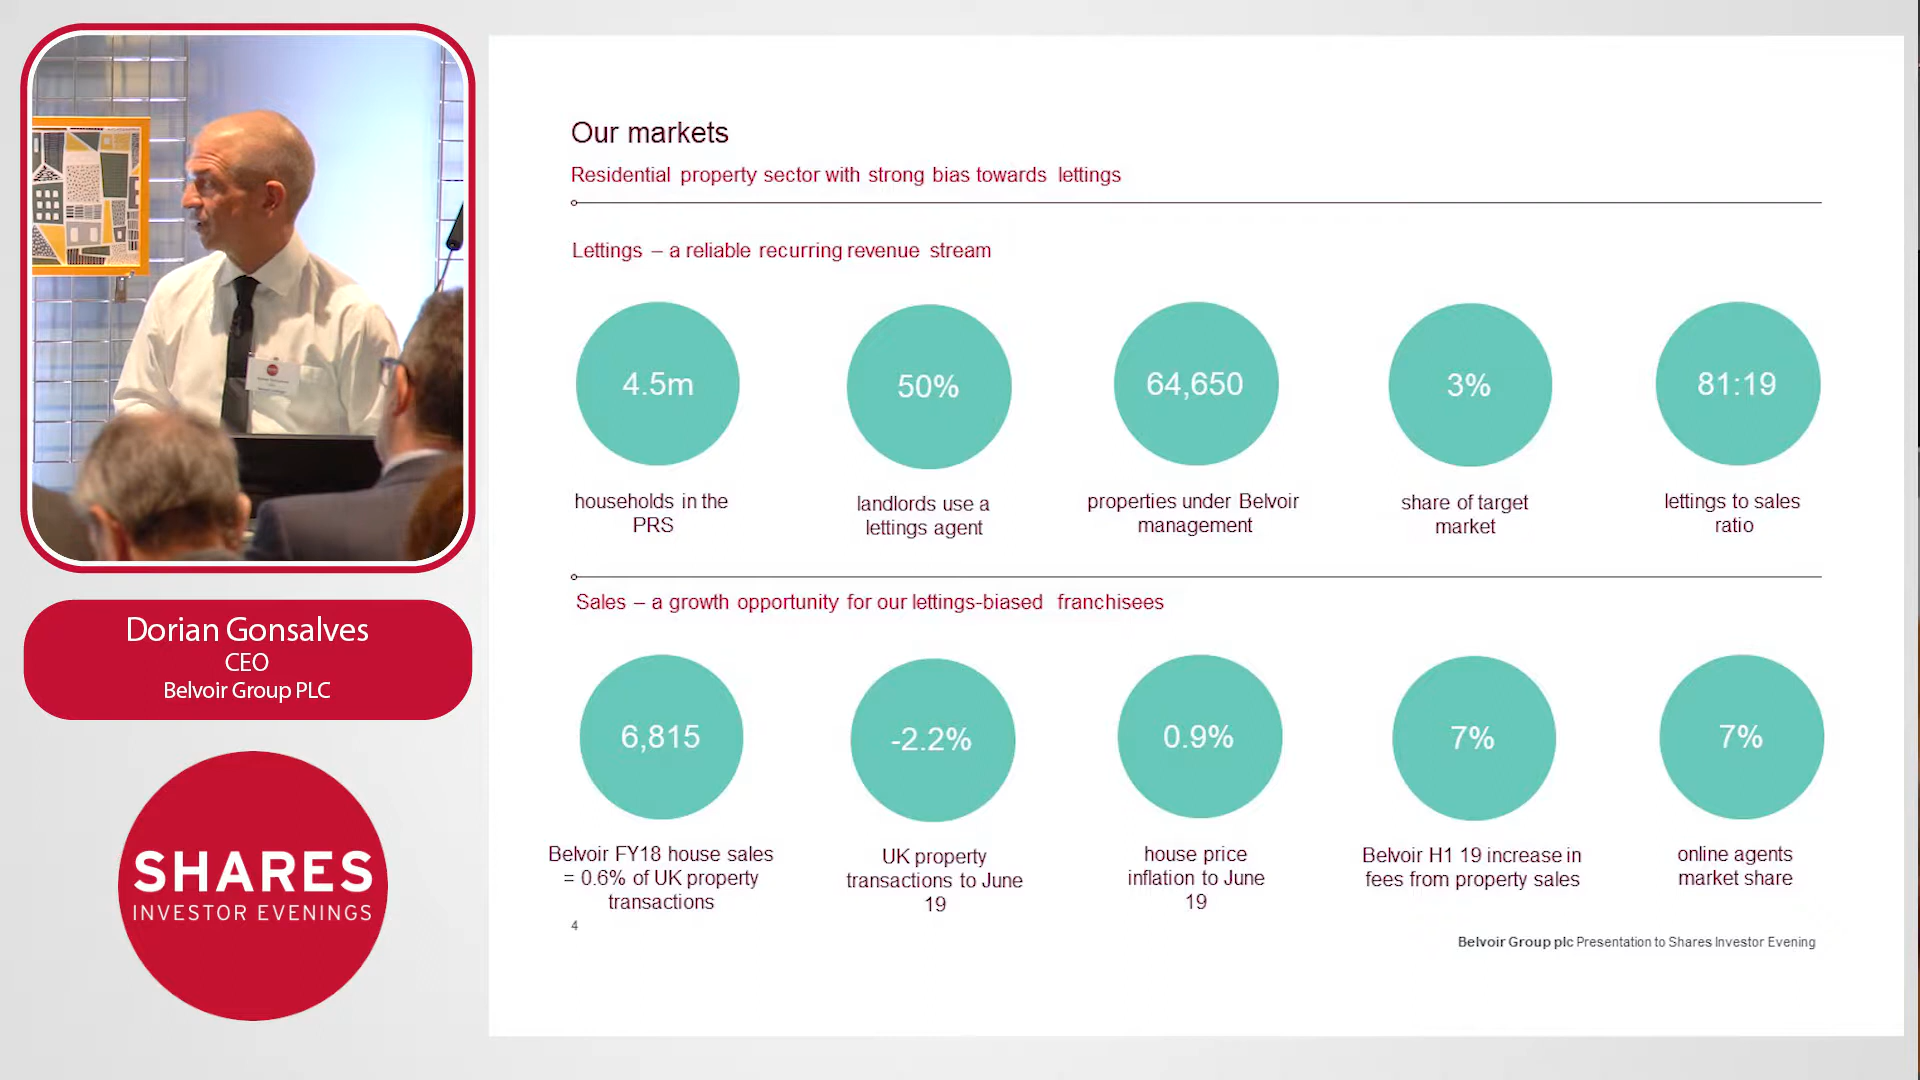 Dorian Gonsalves
CEO
Belvoir Group PLC
SHARES
INVESTOR EVENINGS
Our markets
Residential property sector with strong bias towards lettings
Lettings – a reliable recurring revenue stream
4.5m
households in the
PRS
50%
landlords use a
lettings agent
64,650
properties under Belvoir
management
3%
share of target
market
81:19
lettings to sales
ratio
Sales – a growth opportunity for our lettings-biased franchisees
6,815
Belvoir FY18 house sales
= 0.6% of UK property
transactions
-2.2%
UK property
transactions to June
19
0.9%
house price
inflation to June
19
7%
Belvoir H1 19 increase in
fees from property sales
7%
online agents
market share
4
Belvoir Group plc Presentation to Shares Investor Evening